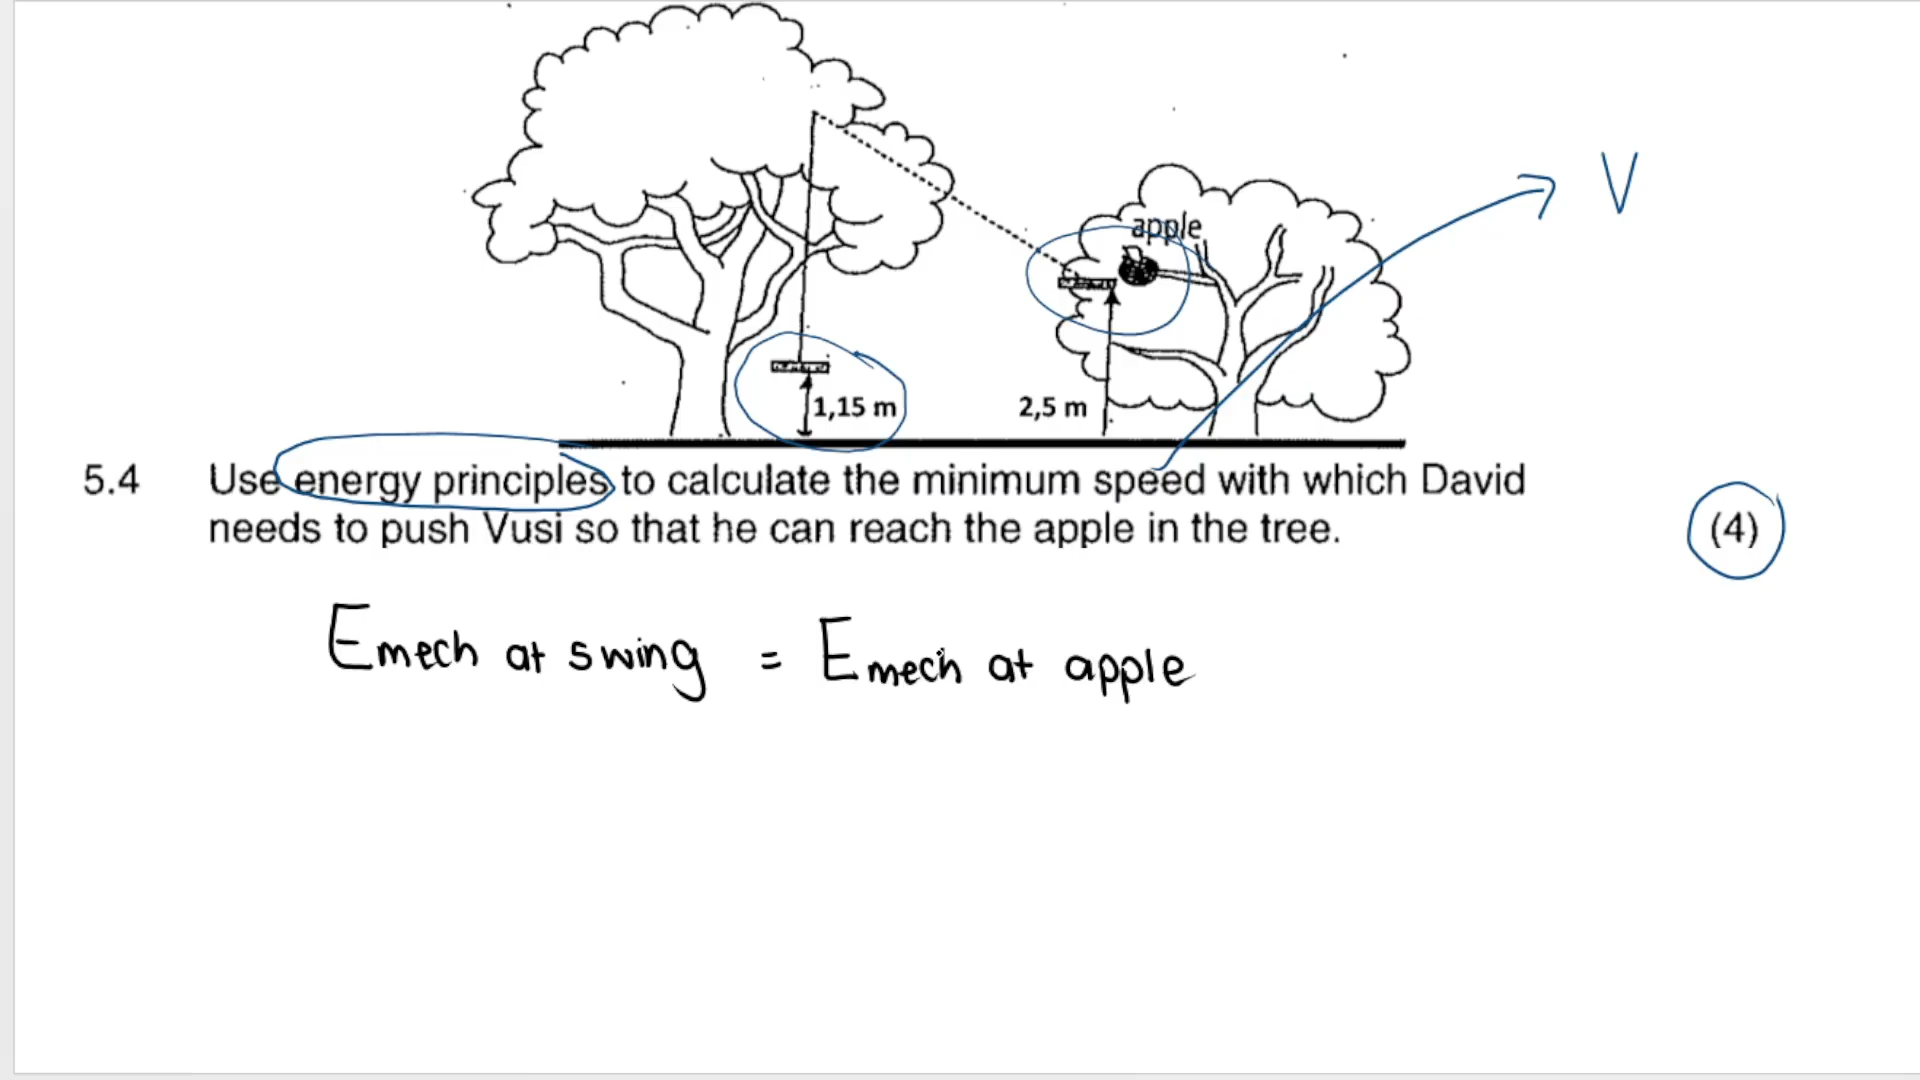 V
apple
1,15 m
2,5 m
5.4 Use energy principles to calculate the minimum speed with which David
needs to push Vusi so that he can reach the apple in the tree. (4)
Emech at swing = Emech at apple